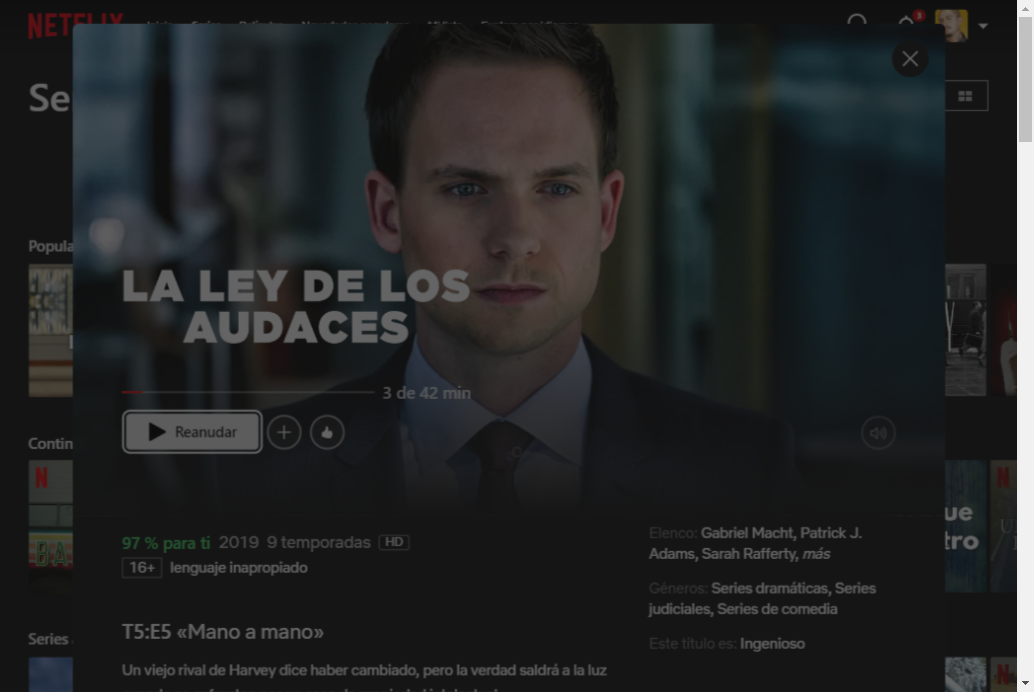 NETFLIX
Se
Popula
LA LEY DE LOS
AUDACES
3 de 42 min
Reanudar
Contin
97 % para ti 2019 9 temporadas HD
16+ lenguaje inapropiado
Elenco: Gabriel Macht, Patrick J.
Adams, Sarah Rafferty, más
Géneros: Series dramáticas, Series
judiciales, Series de comedia
Este título es: Ingenioso
Series
T5:E5 «Mano a mano»
Un viejo rival de Harvey dice haber cambiado, pero la verdad saldrá a la luz